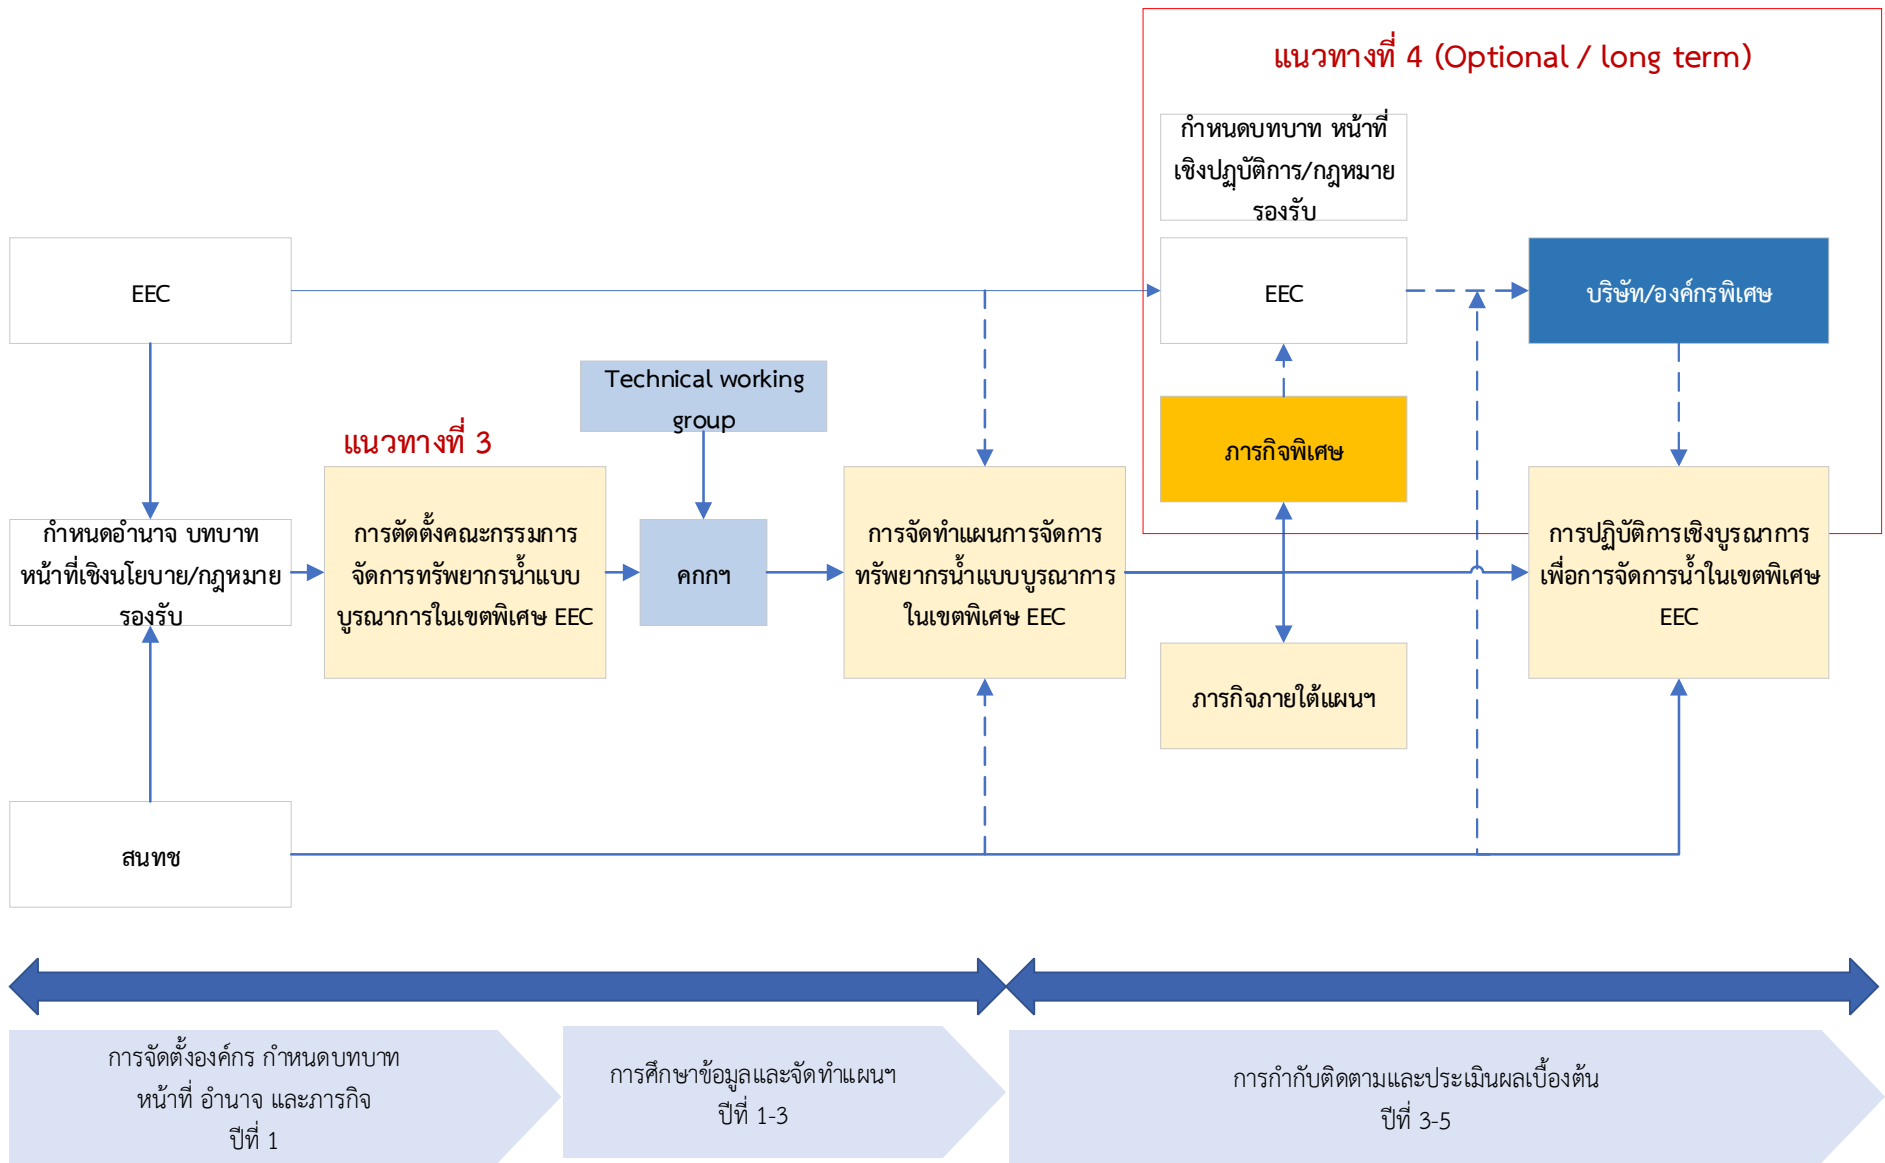 แนวทางที่ 4 (Optional / long term)
กำหนดบทบาท หน้าที่
เชิงปฏฺบัติการ/กฎหมาย
รองรับ
EEC
EEC
บริษัท/องค์กรพิเศษ
Technical working
group
แนวทางที่ 3
ภารกิจพิเศษ
กำหนดอำนาจ บทบาท
หน้าที่เชิงนโยบาย/กฎหมาย
รองรับ
การตัดตั้งคณะกรรมการ
จัดการทรัพยากรน้ำแบบ
บูรณาการในเขตพิเศษ EEC
คกกฯ
การจัดทำแผนการจัดการ
ทรัพยากรน้ำแบบบูรณาการ
ในเขตพิเศษ EEC
การปฏิบัติการเชิงบูรณาการ
เพื่อการจัดการน้ำในเขตพิเศษ
EEC
ภารกิจภายใต้แผนฯ
สนทช
การจัดตั้งองค์กร กำหนดบทบาท
หน้าที่ อำนาจ และภารกิจ
ปีที่ 1
การศึกษาข้อมูลและจัดทำแผนฯ
ปีที่ 1-3
การกำกับติดตามและประเมินผลเบื้องต้น
ปีที่ 3-5